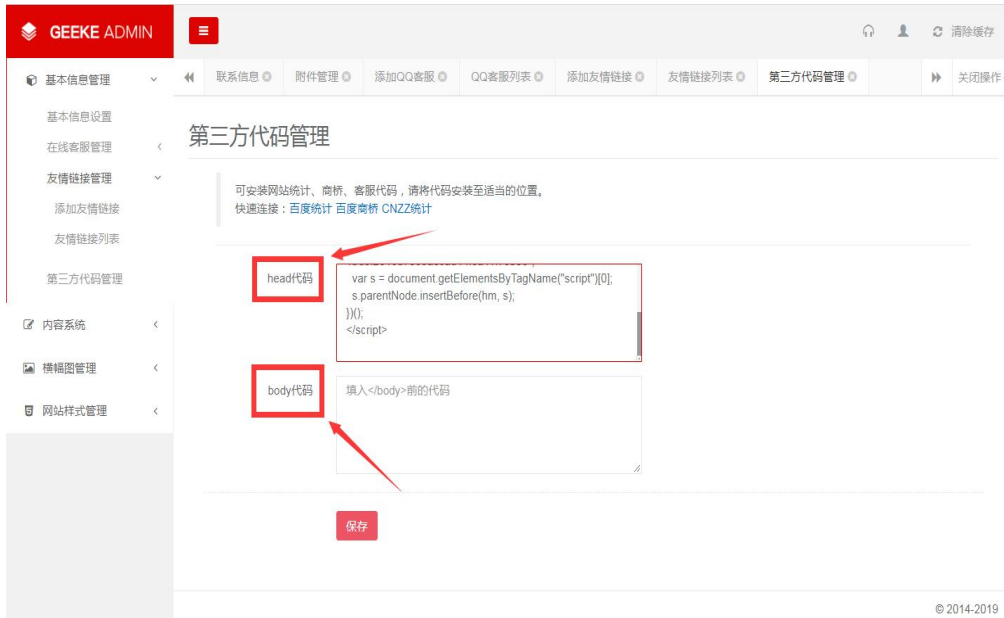 GEEKE ADMIN
清除缓存
基本信息管理
联系信息
附件管理
添加QQ客服
QQ客服列表
添加友情链接
友情链接列表
第三方代码管理
关闭操作
基本信息设置
在线客服管理
友情链接管理
添加友情链接
友情链接列表
第三方代码管理
内容系统
横幅图管理
网站样式管理
第三方代码管理
可安装网站统计、商桥、客服代码，请将代码安装至适当的位置。
快速连接：百度统计 百度商桥 CNZZ统计
head代码
var s = document.getElementsByTagName("script")[0];
s.parentNode.insertBefore(hm, s);
})();
</script>
body代码
填入</body>前的代码
保存
© 2014-2019